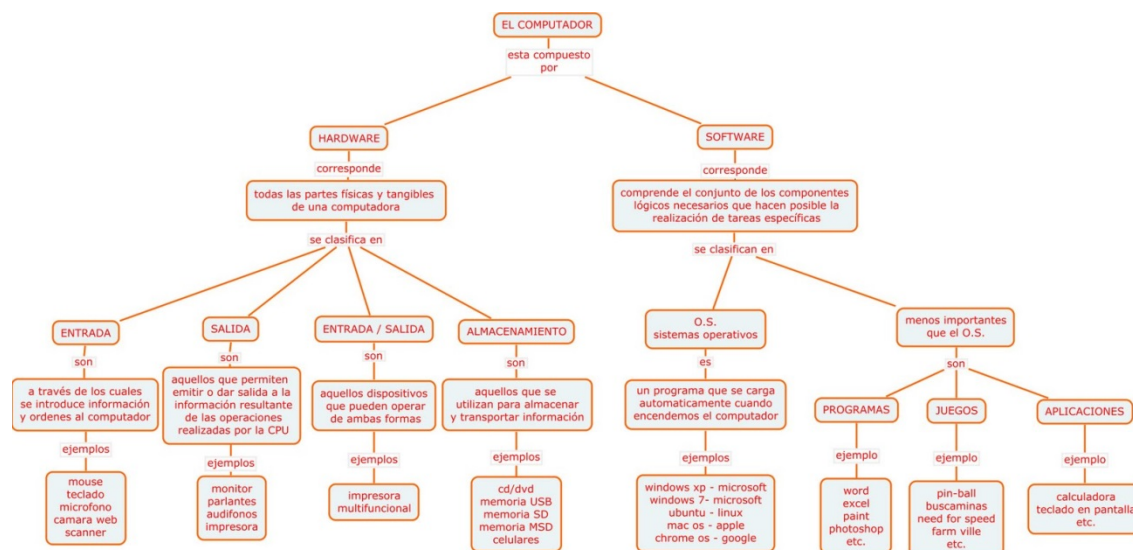 EL COMPUTADOR
esta compuesto
por
HARDWARE
corresponde
todas las partes físicas y tangibles
de una computadora
se clasifica en
ENTRADA
son
a través de los cuales
se introduce información
y ordenes al computador
ejemplos
mouse
teclado
microfono
camara web
scanner
SALIDA
son
aquellos que permiten
emitir o dar salida a la
información resultante
de las operaciones
realizadas por la CPU
ejemplos
monitor
parlantes
audifonos
impresora
ENTRADA / SALIDA
son
aquellos dispositivos
que pueden operar
de ambas formas
ejemplos
impresora
multifuncional
ALMACENAMIENTO
son
aquellos que se
utilizan para almacenar
y transportar información
ejemplos
cd/dvd
memoria USB
memoria SD
memoria MSD
celulares
SOFTWARE
corresponde
comprende el conjunto de los componentes
lógicos necesarios que hacen posible la
realización de tareas específicas
se clasifican en
O.S.
sistemas operativos
es
un programa que se carga
automaticamente cuando
encendemos el computador
ejemplos
windows xp - microsoft
windows 7- microsoft
ubuntu - linux
mac os - apple
chrome os - google
menos importantes
que el O.S.
son
PROGRAMAS
ejemplo
word
excel
paint
photoshop
etc.
JUEGOS
ejemplo
pin-ball
buscaminas
need for speed
farm ville
etc.
APLICACIONES
ejemplo
calculadora
teclado en pantalla
etc.